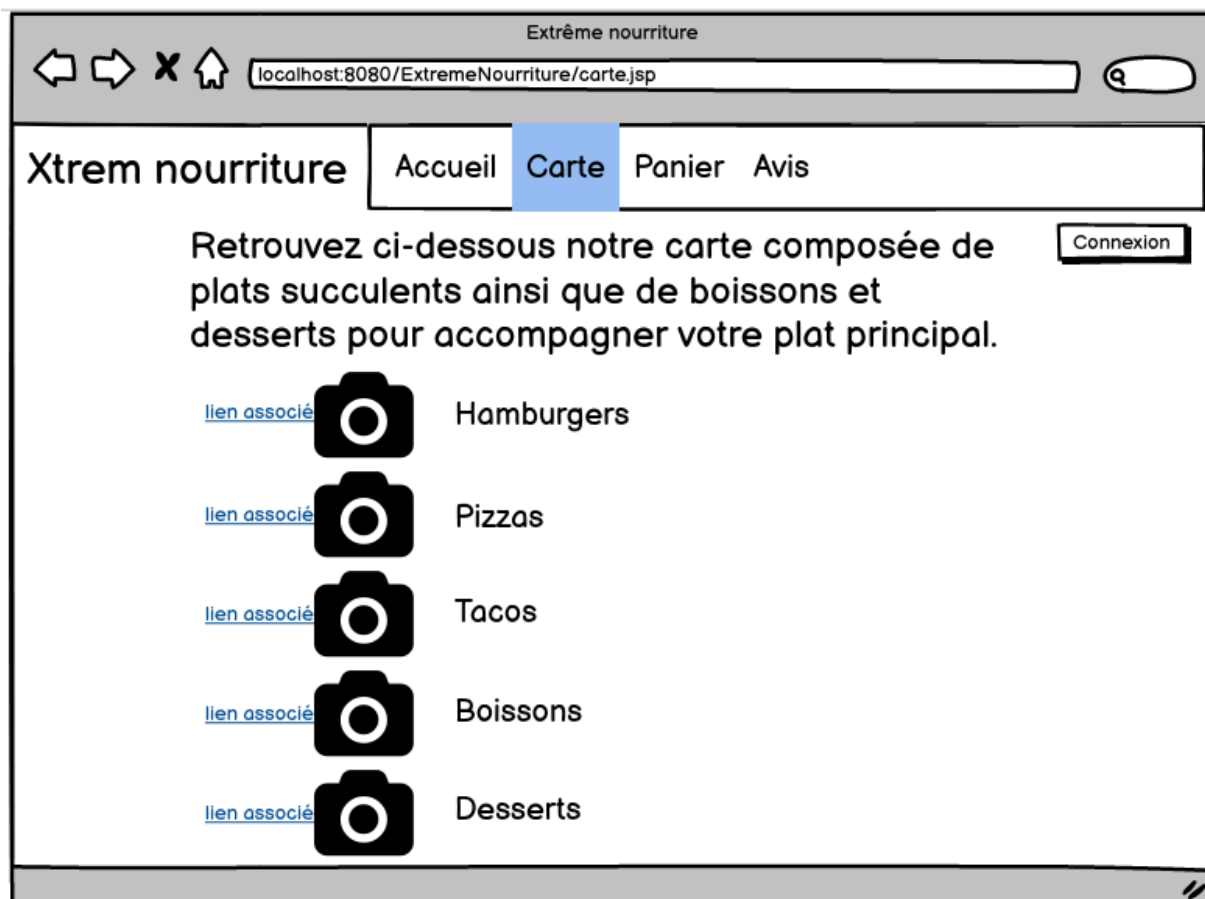 Extrême nourriture
localhost:8080/ExtremeNourriture/carte.jsp
Xtrem nourriture
Accueil Carte Panier Avis
Connexion
Retrouvez ci-dessous notre carte composée de
plats succulents ainsi que de boissons et
desserts pour accompagner votre plat principal.
lien associé Hamburgers
lien associé Pizzas
lien associé Tacos
lien associé Boissons
lien associé Desserts